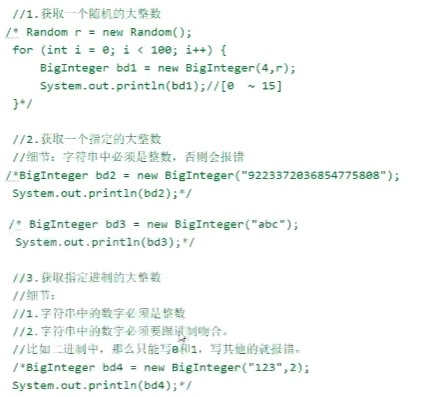 //1.获取一个随机的大整数
/* Random r = new Random();
for (int i = 0; i < 100; i++) {
BigInteger bd1 = new BigInteger(4,r);
System.out.println(bd1);//[0 ~ 15]
}*/
//2.获取一个指定的大整数
//细节：字符串中必须是整数，否则会报错
/*BigInteger bd2 = new BigInteger("9223372036854775808");
System.out.println(bd2);*/
/* BigInteger bd3 = new BigInteger("abc");
System.out.println(bd3);*/
//3.获取指定进制的大整数
//细节：
//1.字符串中的数字必须是整数
//2.字符串中的数字必须要跟进制吻合。
//比如二进制中，那么只能写0和1，写其他的就报错。
/*BigInteger bd4 = new BigInteger("123",2);
System.out.println(bd4);*/